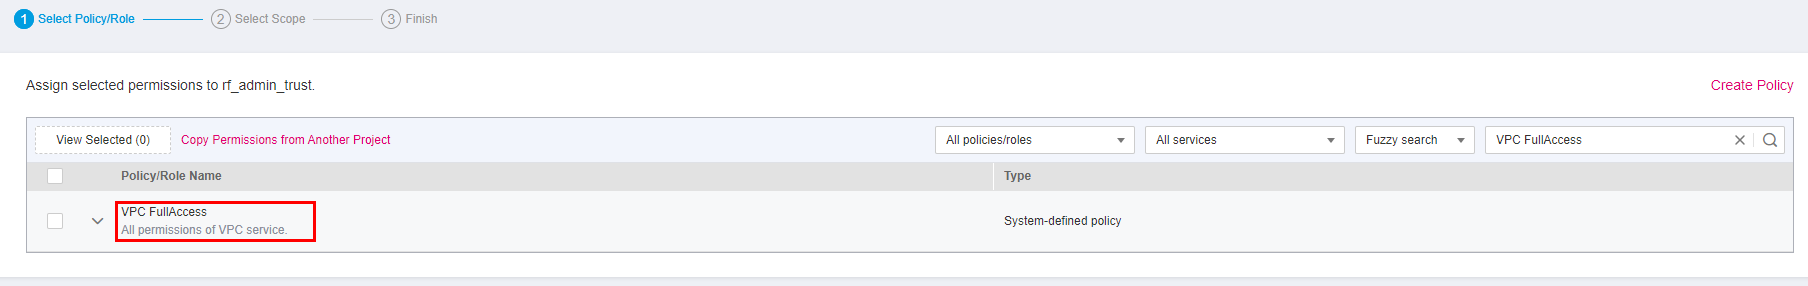 1 Select Policy/Role 2 Select Scope 3 Finish
Assign selected permissions to rf_admin_trust. Create Policy
View Selected (0) Copy Permissions from Another Project All policies/roles All services Fuzzy search VPC FullAccess
Policy/Role Name Type
VPC FullAccess
All permissions of VPC service.
System-defined policy